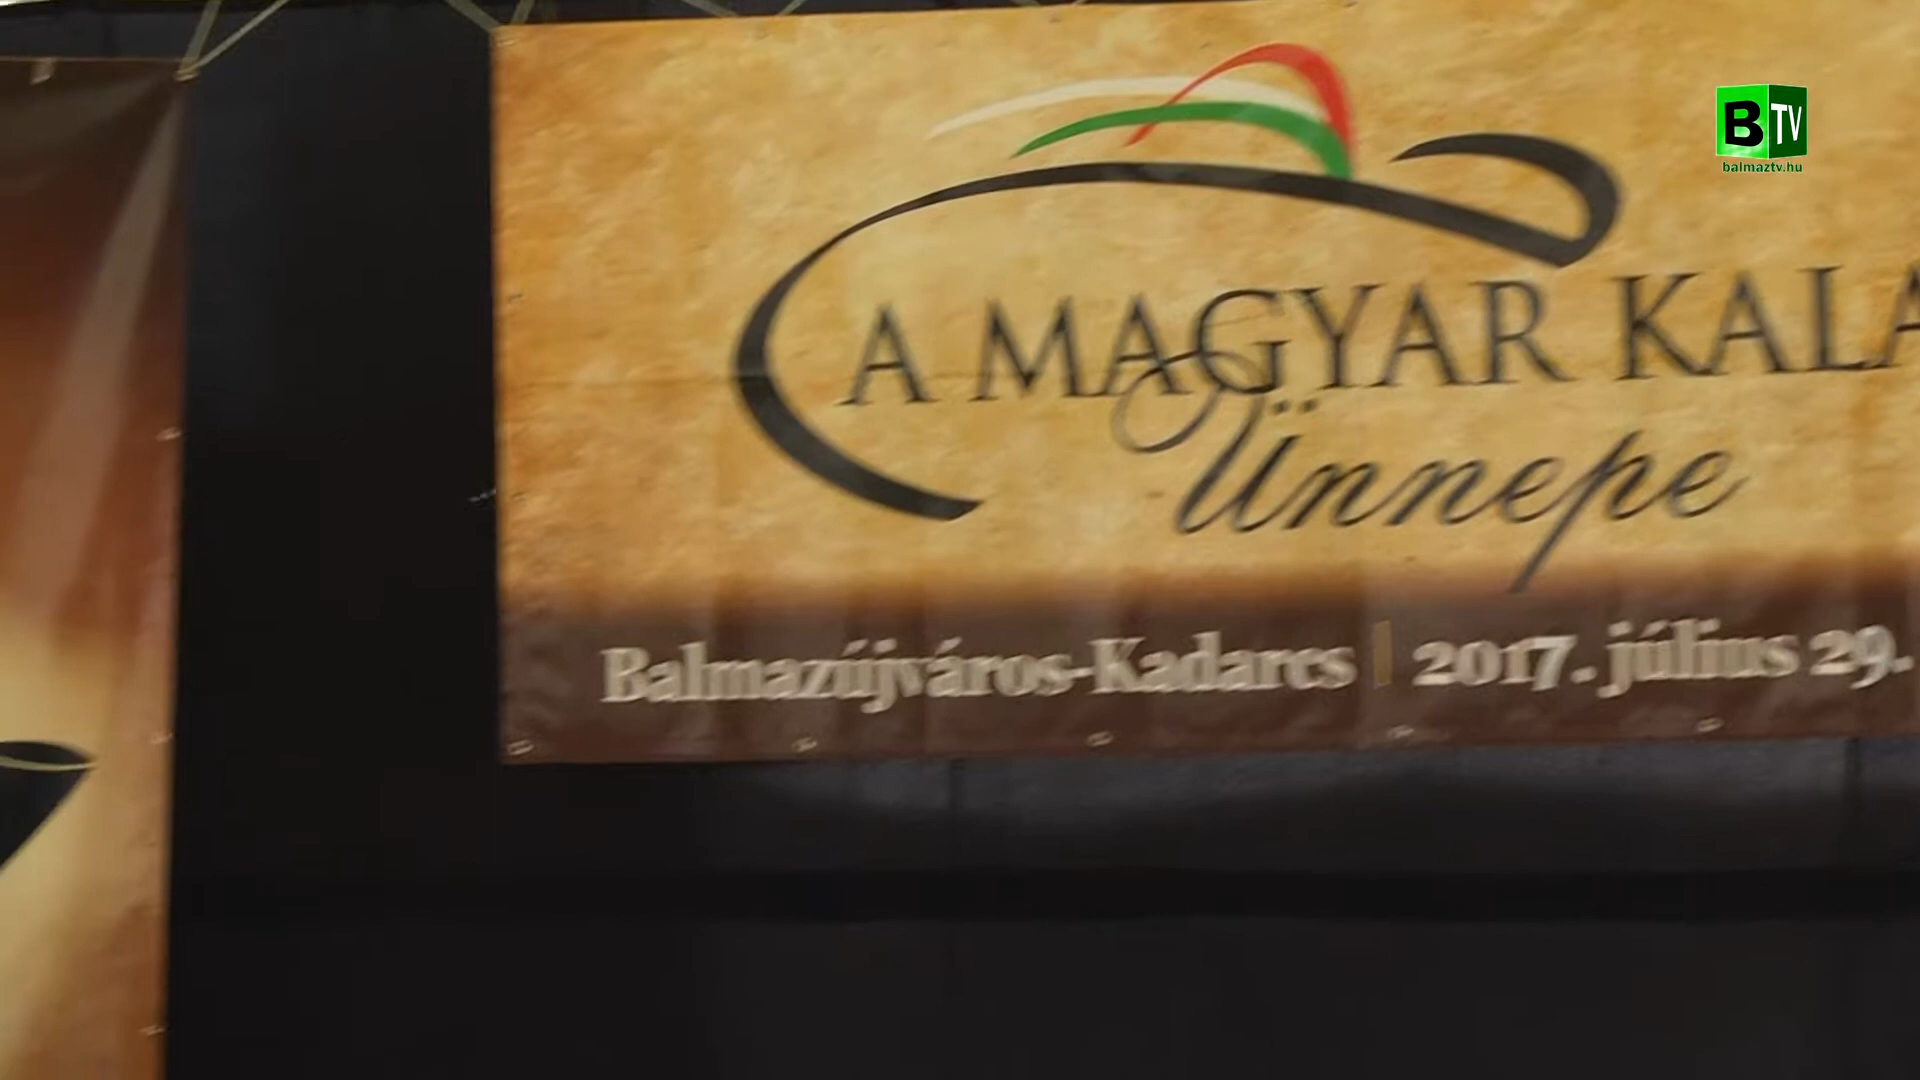 BTV
balmaztv.hu
A MAGYAR KALA
Ünnepe
Balmazújváros-Kadarcs | 2017. július 29.